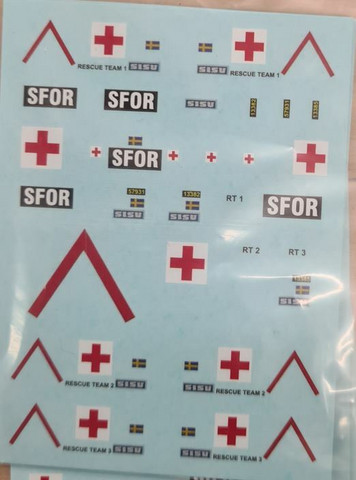 RESCUE TEAM 1 SISU
SISU RESCUE TEAM 1
SFOR SFOR SISU
SFOR
SFOR 57931 SISU SISU RT 1 SFOR
RT 2 RT 3
SISU
RESCUE TEAM 2 SISU
SISU RESCUE TEAM 2
RESCUE TEAM 3 SISU
SISU RESCUE TEAM 3